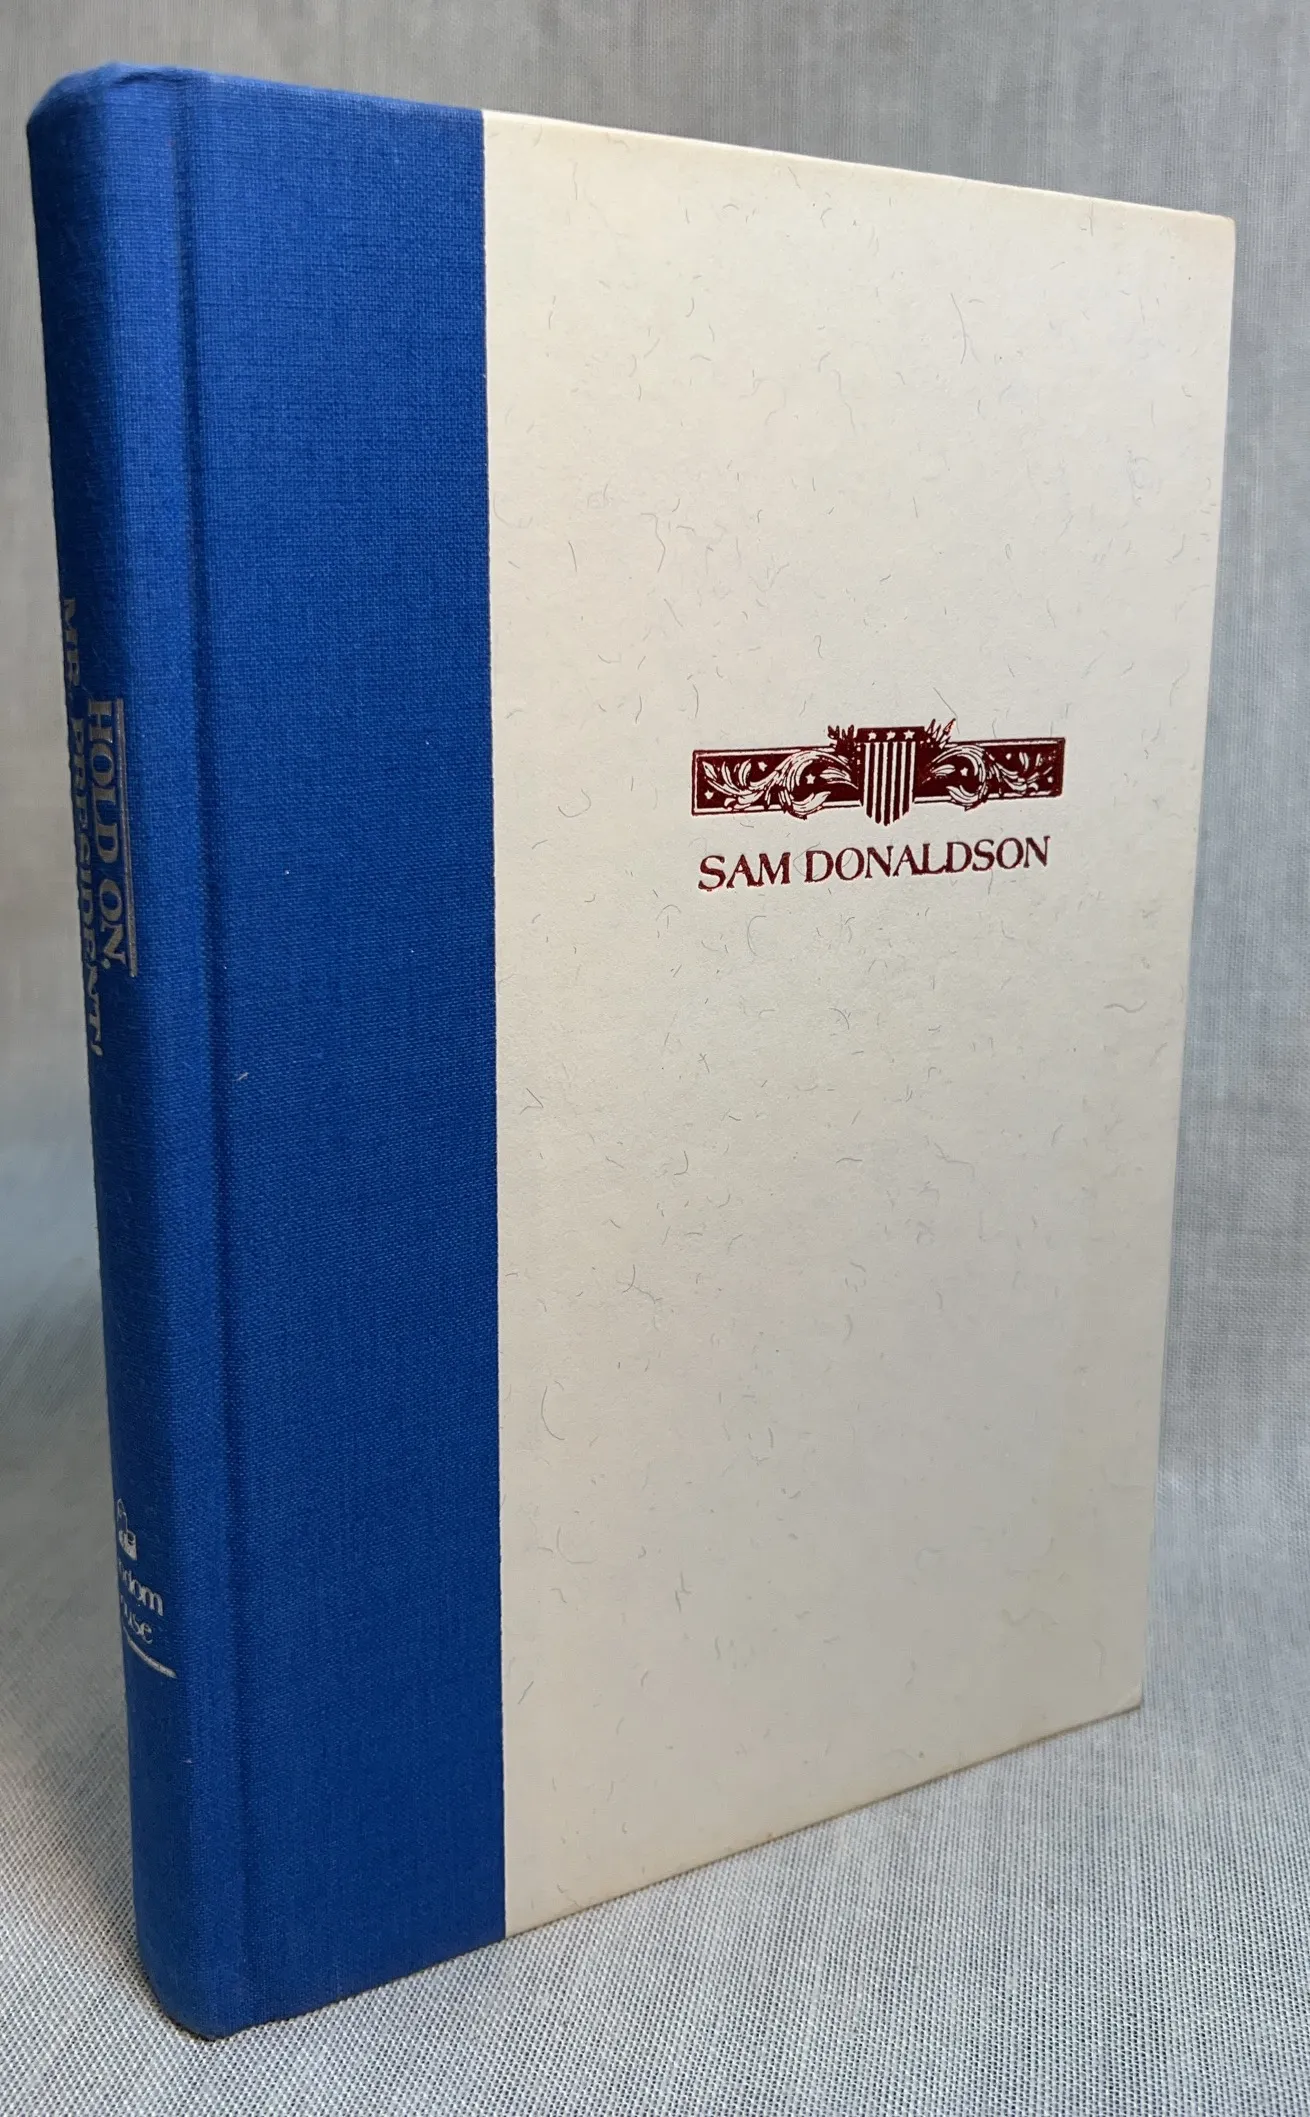 HOLD ON,
MR. PRESIDENT!
SAM DONALDSON